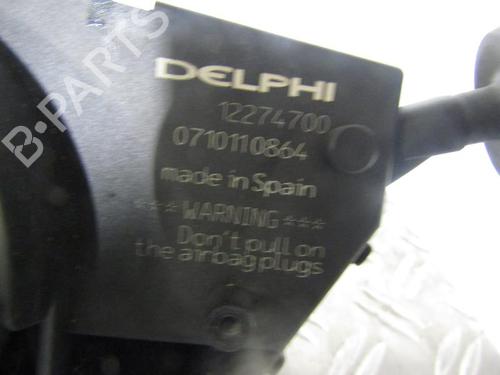 DELPHI
12274700
0710110864
made in Spain
***WARNING***
Don't pull on
the airbag plugs
B-PARTS